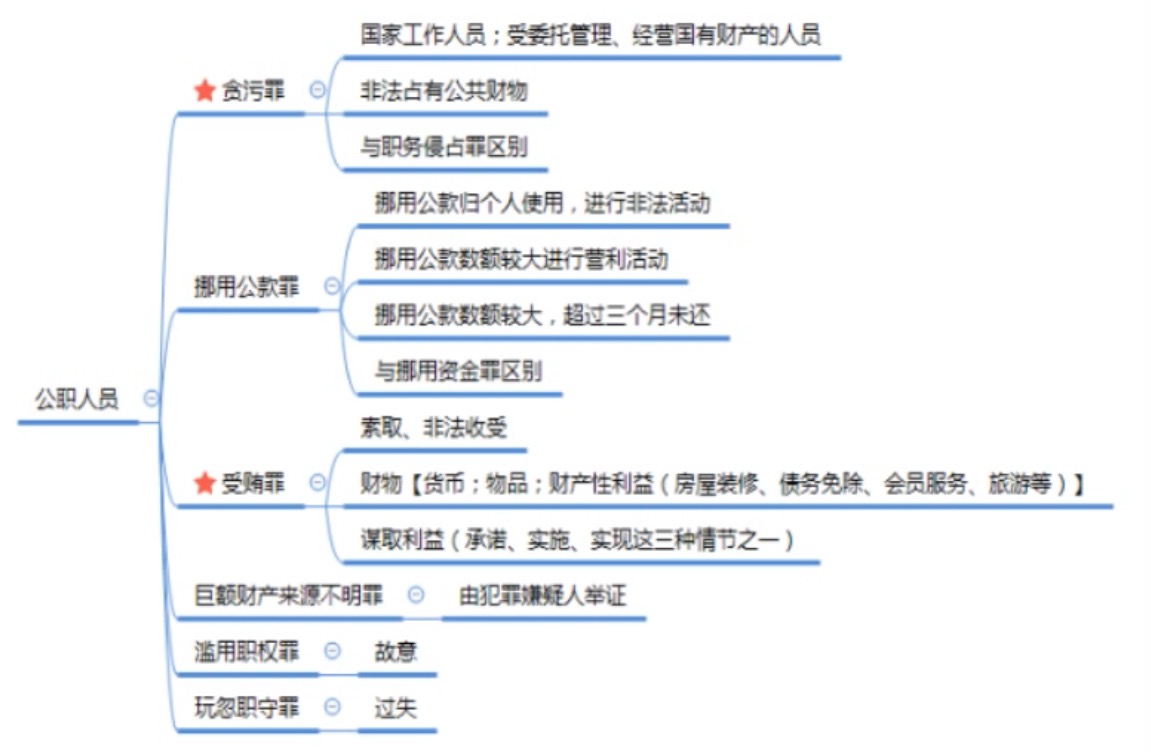 公职人员
贪污罪
国家工作人员；受委托管理、经营国有财产的人员
非法占有公共财物
与职务侵占罪区别
挪用公款罪
挪用公款归个人使用，进行非法活动
挪用公款数额较大进行营利活动
挪用公款数额较大，超过三个月未还
与挪用资金罪区别
受贿罪
索取、非法收受
财物【货币；物品；财产性利益（房屋装修、债务免除、会员服务、旅游等）】
谋取利益（承诺、实施、实现这三种情节之一）
巨额财产来源不明罪
由犯罪嫌疑人举证
滥用职权罪
故意
玩忽职守罪
过失